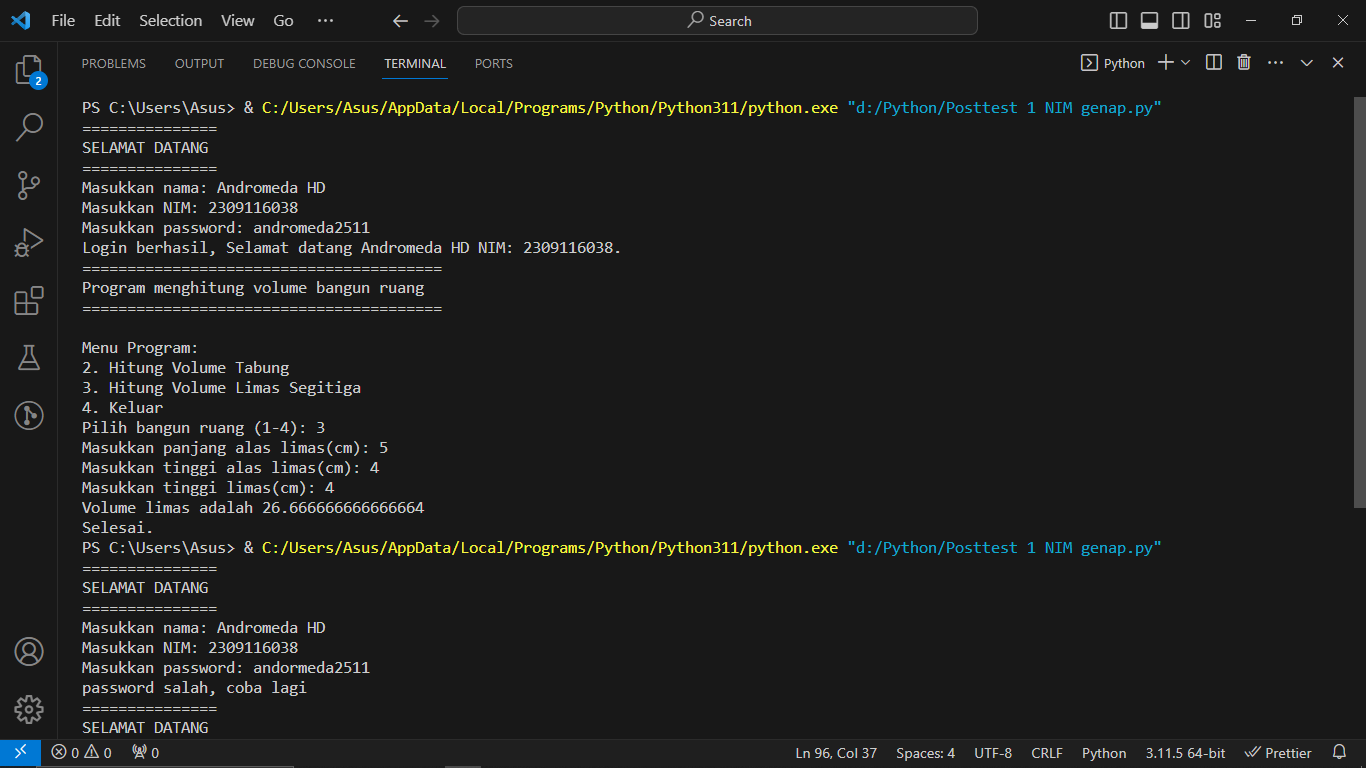 File Edit Selection View Go ··· Search
2
PROBLEMS OUTPUT DEBUG CONSOLE TERMINAL PORTS Python
PS C:\Users\Asus> & C:/Users/Asus/AppData/Local/Programs/Python/Python311/python.exe "d:/Python/Posttest 1 NIM genap.py"
===============
SELAMAT DATANG
===============
Masukkan nama: Andromeda HD
Masukkan NIM: 2309116038
Masukkan password: andromeda2511
Login berhasil, Selamat datang Andromeda HD NIM: 2309116038.
========================================
Program menghitung volume bangun ruang
========================================
Menu Program:
2. Hitung Volume Tabung
3. Hitung Volume Limas Segitiga
4. Keluar
Pilih bangun ruang (1-4): 3
Masukkan panjang alas limas(cm): 5
Masukkan tinggi alas limas(cm): 4
Masukkan tinggi limas(cm): 4
Volume limas adalah 26.666666666666664
Selesai.
PS C:\Users\Asus> & C:/Users/Asus/AppData/Local/Programs/Python/Python311/python.exe "d:/Python/Posttest 1 NIM genap.py"
===============
SELAMAT DATANG
===============
Masukkan nama: Andromeda HD
Masukkan NIM: 2309116038
Masukkan password: andormeda2511
password salah, coba lagi
===============
SELAMAT DATANG
0 0 0 Ln 96, Col 37 Spaces: 4 UTF-8 CRLF Python 3.11.5 64-bit Prettier